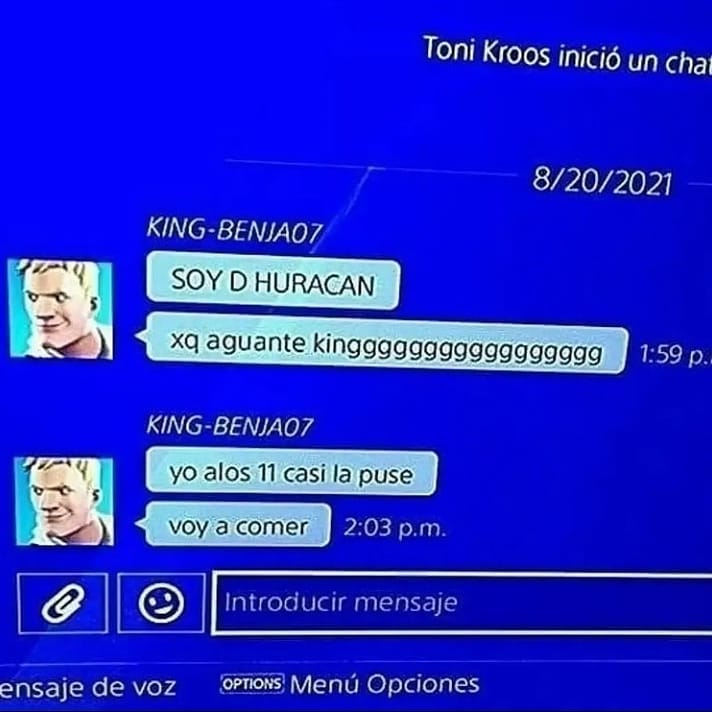 Toni Kroos inició un chat
8/20/2021
KING-BENJA07
SOY D HURACAN
xq aguante kinggggggggggggggggggg
1:59 p.
KING-BENJA07
yo alos 11 casi la puse
voy a comer
2:03 p.m.
Introducir mensaje
ensaje de voz
OPTIONS Menú Opciones